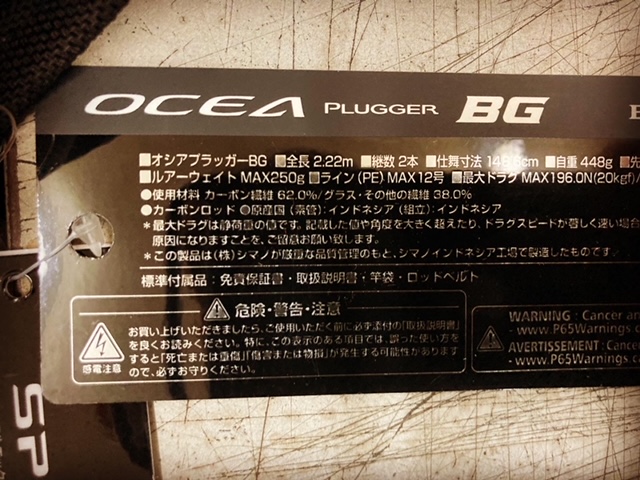 OCEA PLUGGER BG
■オシアプラッガーBG ■全長 2.22m ■継数 2本 ■仕舞寸法 148.8cm ■自重 448g ■先
■ルアーウェイト MAX250g ■ライン (PE) MAX12号 ■最大ドラグ MAX196.0N(20kgf)/
●使用材料 カーボン繊維 62.0%/グラス・その他の繊維 38.0%
●カーボンロッド ●原産国 (素管):インドネシア (組立):インドネシア
*最大ドラグは静荷重の値です。記載した値や角度を大きく超えたり、ドラグスピードが著しく速い場合
原因になりますことを、ご留意お願い致します。
*この製品は(株)シマノが厳重な品質管理のもと、シマノインドネシア工場で製造したものです。
標準付属品:免責保証書・取扱説明書・竿袋・ロッドベルト
危険・警告・注意
お買い上げいただきましたら、ご使用いただく前に必ず添付の「取扱説明書」
を良くお読みください。特に、この表示のある項目では、誤った使い方を
すると「死亡または重傷」「傷害または物損」が発生する可能性があります
ので、必ずお守りください。
感電注意
WARNING : Cancer and
- www.P65Warnings.c
AVERTISSEMENT : Canc
- www.P65Warnings.c
SP